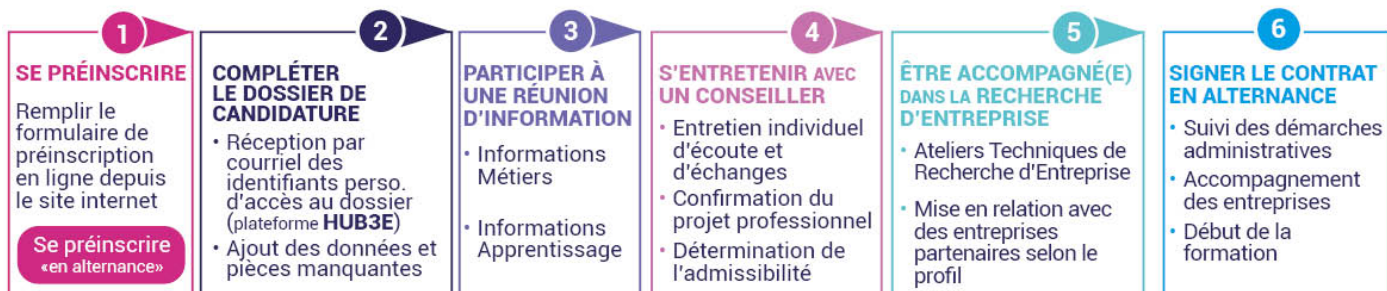 1
SE PRÉINSCRIRE
Remplir le
formulaire de
préinscription
en ligne depuis
le site internet
Se préinscrire
«en alternance»
2
COMPLÉTER
LE DOSSIER DE
CANDIDATURE
• Réception par
courriel des
identifiants perso.
d'accès au dossier
(plateforme HUB3E)
• Ajout des données et
pièces manquantes
3
PARTICIPER À
UNE RÉUNION
D'INFORMATION
• Informations
Métiers
• Informations
Apprentissage
4
S'ENTRETENIR AVEC
UN CONSEILLER
• Entretien individuel
d'écoute et
d'échanges
• Confirmation du
projet professionnel
• Détermination de
l'admissibilité
5
ÊTRE ACCOMPAGNÉ(E)
DANS LA RECHERCHE
D'ENTREPRISE
• Ateliers Techniques de
Recherche d'Entreprise
• Mise en relation avec
des entreprises
partenaires selon le
profil
6
SIGNER LE CONTRAT
EN ALTERNANCE
• Suivi des démarches
administratives
• Accompagnement
des entreprises
• Début de la
formation